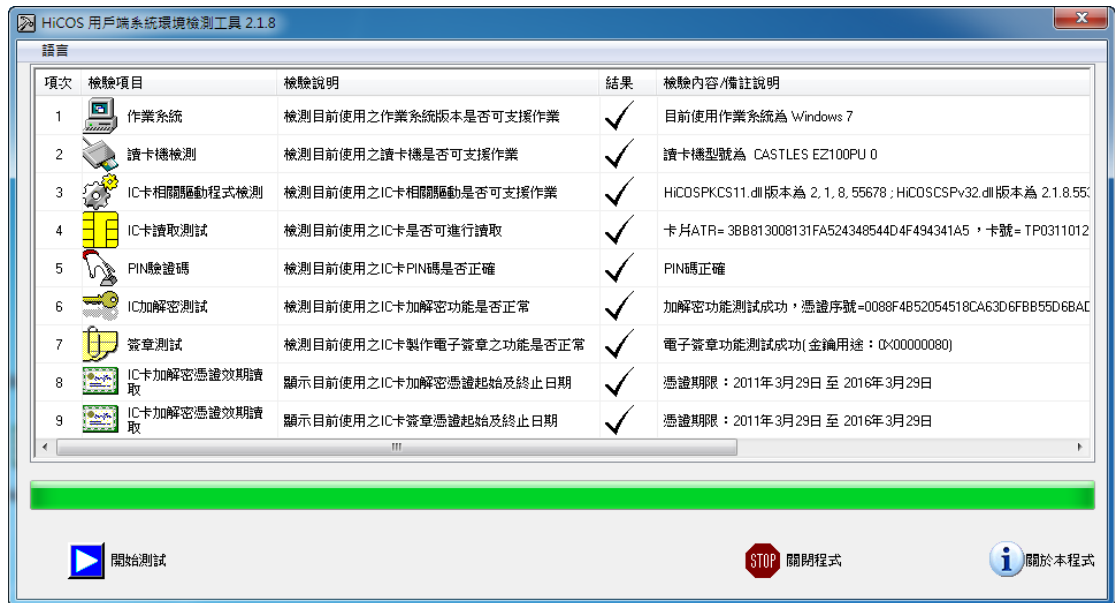 HiCOS 用戶端系統環境檢測工具 2.1.8
語言
項次 檢驗項目 檢驗說明 結果 檢驗內容/備註說明
1 作業系統 檢測目前使用之作業系統版本是否可支援作業 目前使用作業系統為 Windows 7
2 讀卡機檢測 檢測目前使用之讀卡機是否可支援作業 讀卡機型號為 CASTLES EZ100PU 0
3 IC卡相關驅動程式檢測 檢測目前使用之IC卡相關驅動是否可支援作業 HiCOSPKCS11.dll版本為 2, 1, 8, 55678 ; HiCOSCSPv32.dll版本為 2.1.8.55
4 IC卡讀取測試 檢測目前使用之IC卡是否可進行讀取 卡片ATR= 3BB813008131FA524348544D4F494341A5 ，卡號= TP0311012
5 PIN驗證碼 檢測目前使用之IC卡PIN碼是否正確 PIN碼正確
6 IC加解密測試 檢測目前使用之IC卡加解密功能是否正常 加解密功能測試成功，憑證序號=0088F4B52054518CA63D6FBB55D6BAD
7 簽章測試 檢測目前使用之IC卡製作電子簽章之功能是否正常 電子簽章功能測試成功(金鑰用途：0X00000080)
8 IC卡加解密憑證效期讀
取 顯示目前使用之IC卡加解密憑證起始及終止日期 憑證期限：2011年3月29日 至 2016年3月29日
9 IC卡加解密憑證效期讀
取 顯示目前使用之IC卡簽章憑證起始及終止日期 憑證期限：2011年3月29日 至 2016年3月29日
開始測試 STOP 關閉程式 關於本程式